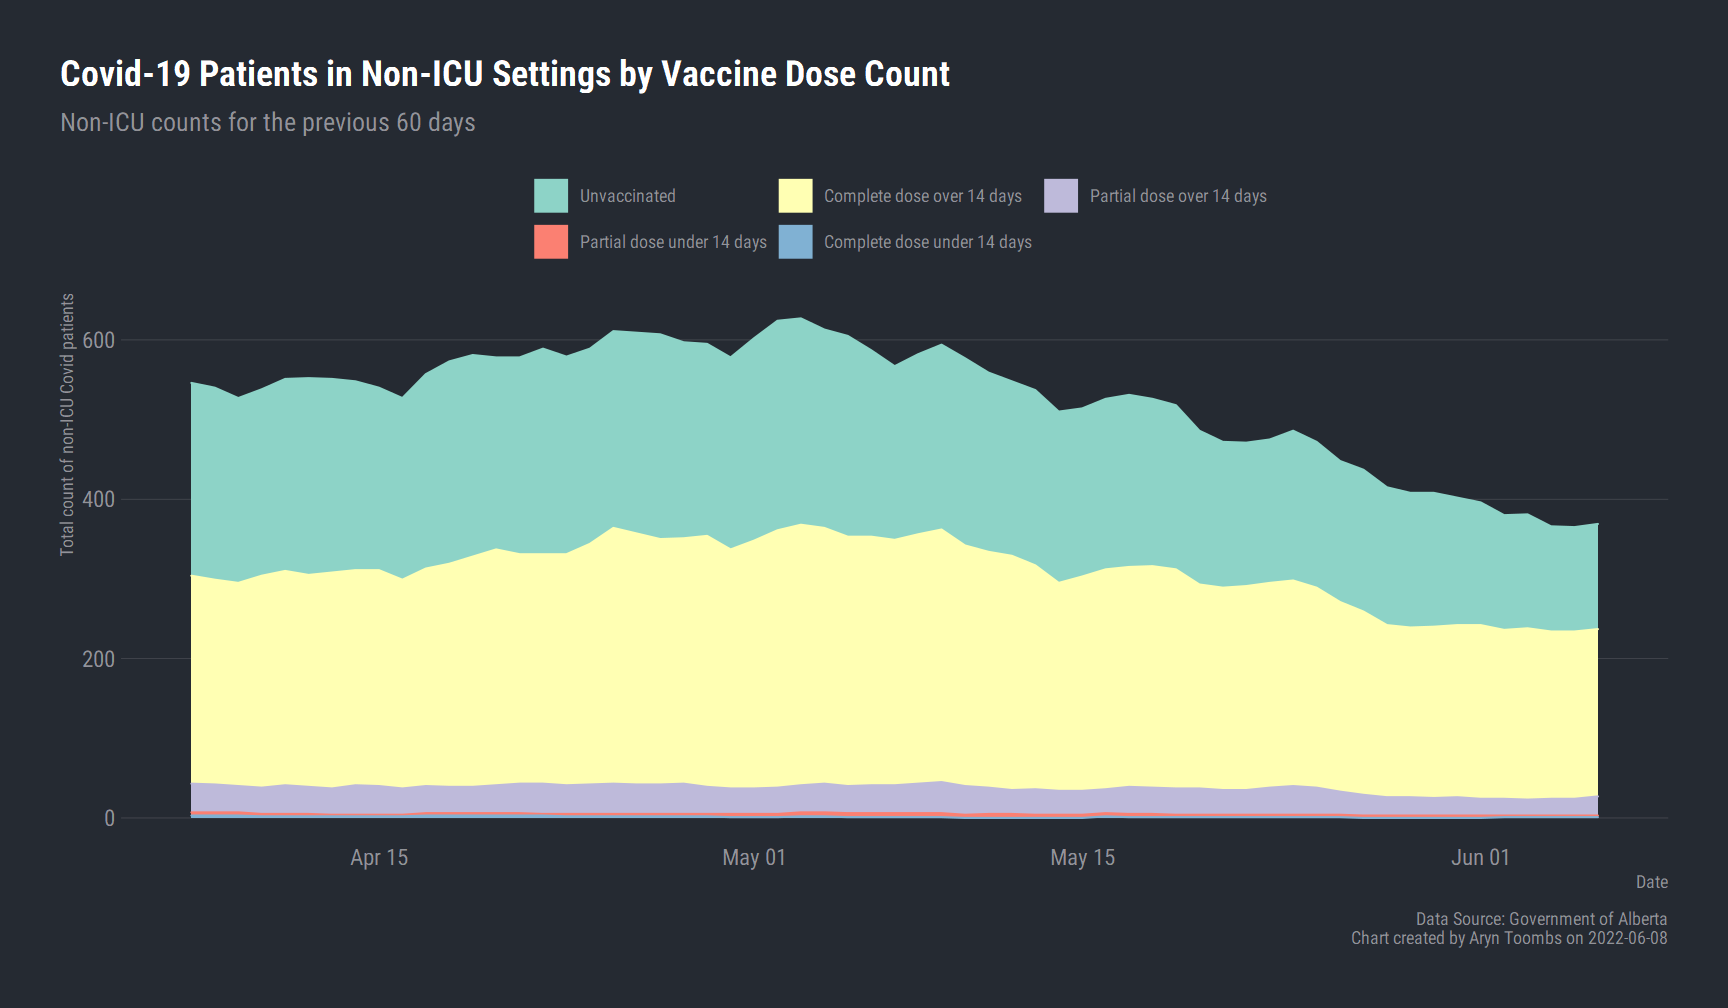 Covid-19 Patients in Non-ICU Settings by Vaccine Dose Count
Non-ICU counts for the previous 60 days
Unvaccinated
Complete dose over 14 days
Partial dose over 14 days
Partial dose under 14 days
Complete dose under 14 days
Total count of non-ICU Covid patients
600
400
200
0
Apr 15
May 01
May 15
Jun 01
Date
Data Source: Government of Alberta
Chart created by Aryn Toombs on 2022-06-08